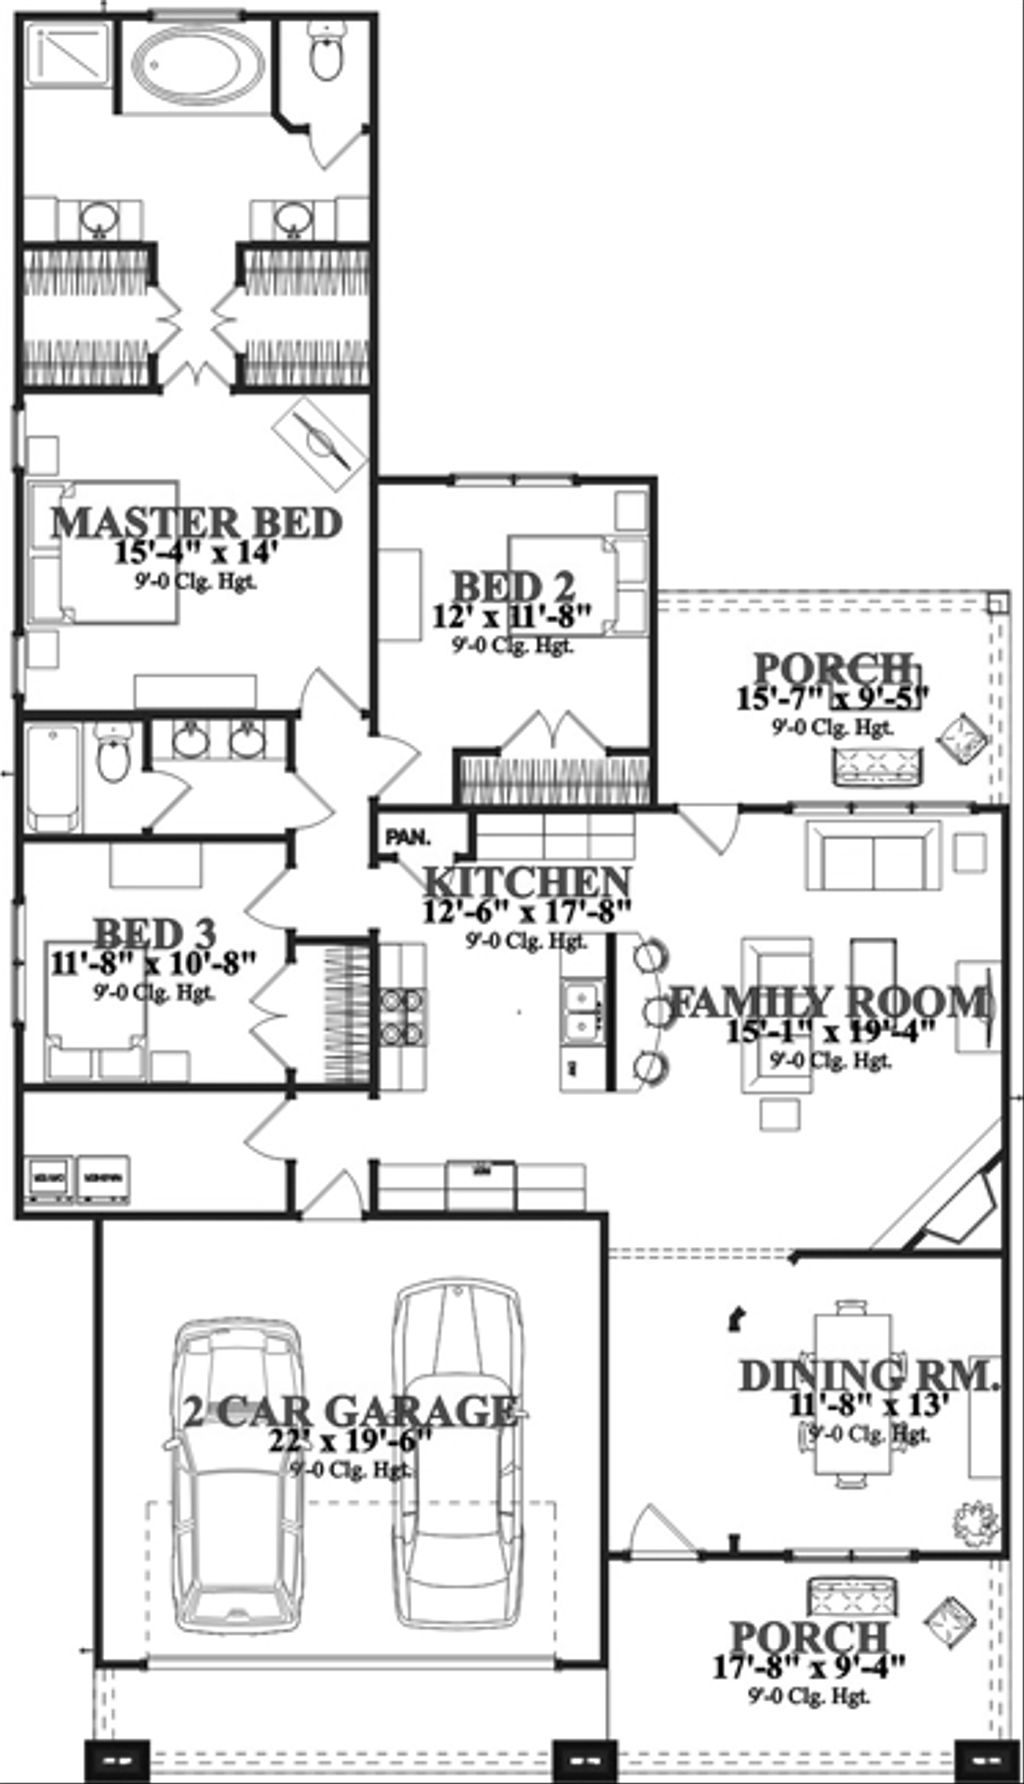 MASTER BED
15'-4" x 14'
9'-0 Clg. Hgt.
BED 2
12' x 11'-8"
9'-0 Clg. Hgt.
PORCH
15'-7" x 9'-5"
9'-0 Clg. Hgt.
PAN.
KITCHEN
12'-6" x 17'-8"
9'-0 Clg. Hgt.
BED 3
11'-8" x 10'-8"
9'-0 Clg. Hgt.
FAMILY ROOM
15'-1" x 19'-4"
9'-0 Clg. Hgt.
DINING RM.
11'-8" x 13'
9'-0 Clg. Hgt.
2 CAR GARAGE
22' x 19'-6"
9'-0 Clg. Hgt.
PORCH
17'-8" x 9'-4"
9'-0 Clg. Hgt.